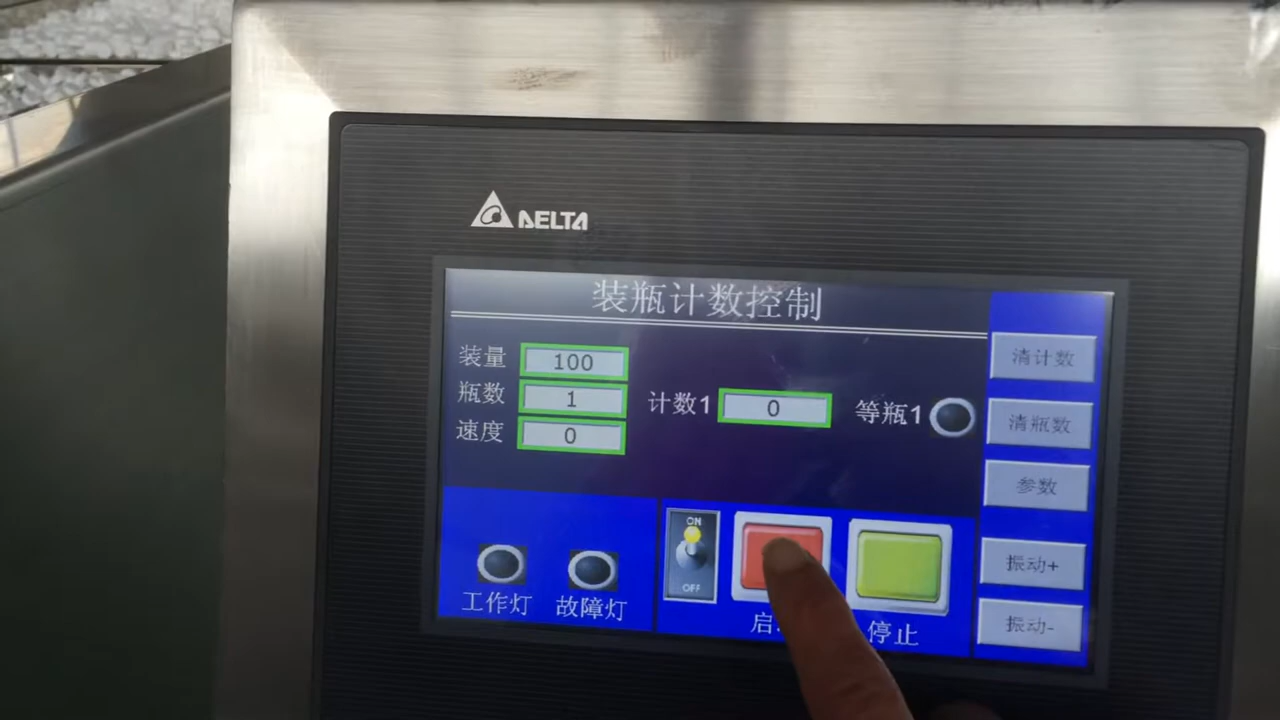 DELTA
装瓶计数控制
装量 100
瓶数 1
速度 0
计数1 0
等瓶1
清计数
清瓶数
参数
振动+
振动-
工作灯
故障灯
ON
OFF
启
停止